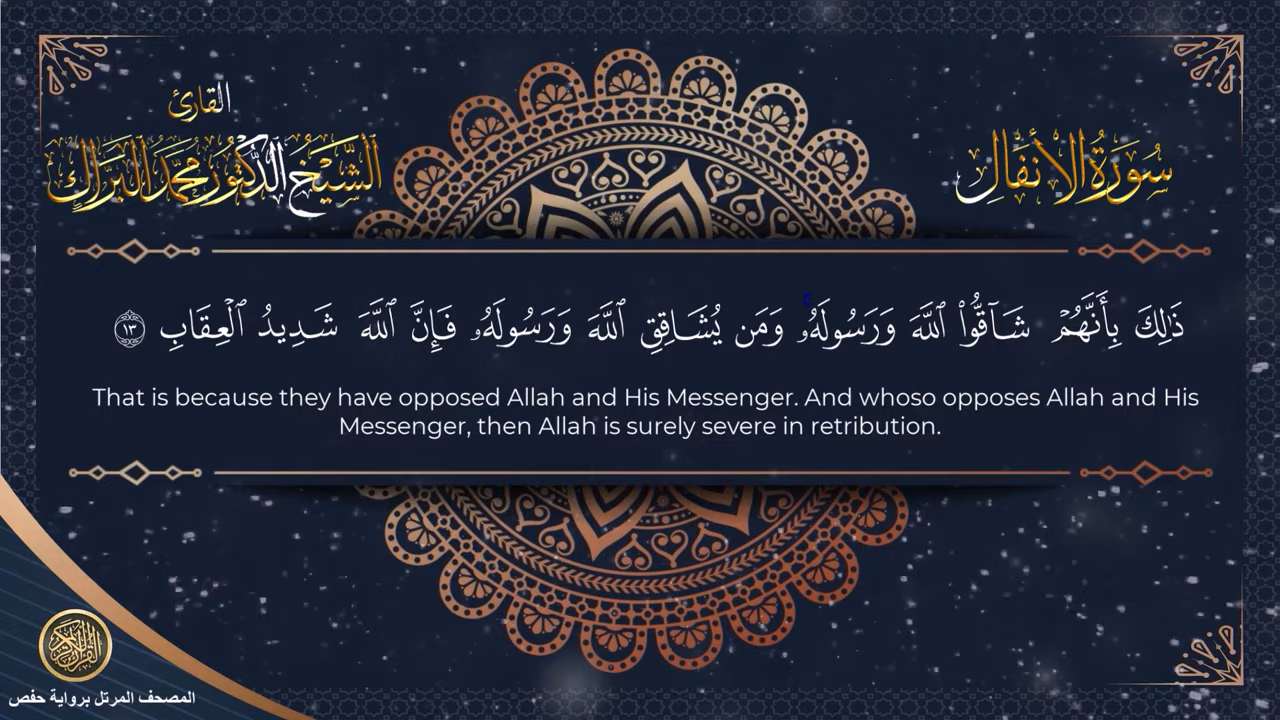 القارئ
الشيخ الدكتور محمد البراك
سورة الأنفال
ذَٰلِكَ بِأَنَّهُمْ شَآقُّوا۟ ٱللَّهَ وَرَسُولَهُۥ ۚ وَمَن يُشَاقِقِ ٱللَّهَ وَرَسُولَهُۥ فَإِنَّ ٱللَّهَ شَدِيدُ ٱلْعِقَابِ ١٣
That is because they have opposed Allah and His Messenger. And whoso opposes Allah and His
Messenger, then Allah is surely severe in retribution.
القرآن الكريم
المصحف المرتل برواية حفص